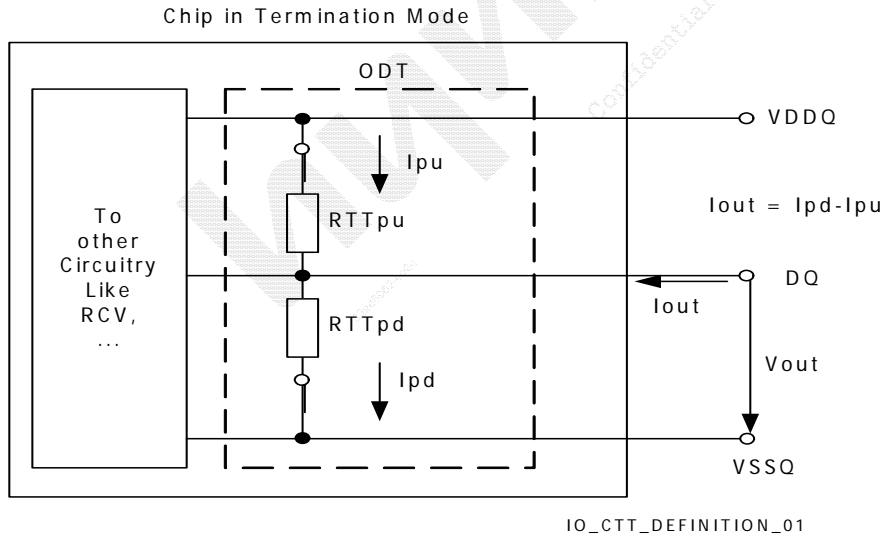 Chip in Termination Mode
ODT
VDDQ
Ipu
Iout = Ipd-Ipu
RTTpu
To
other
Circuitry
Like
RCV,
...
DQ
Iout
RTTpd
Vout
Ipd
VSSQ
IO_CTT_DEFINITION_01
Confidential